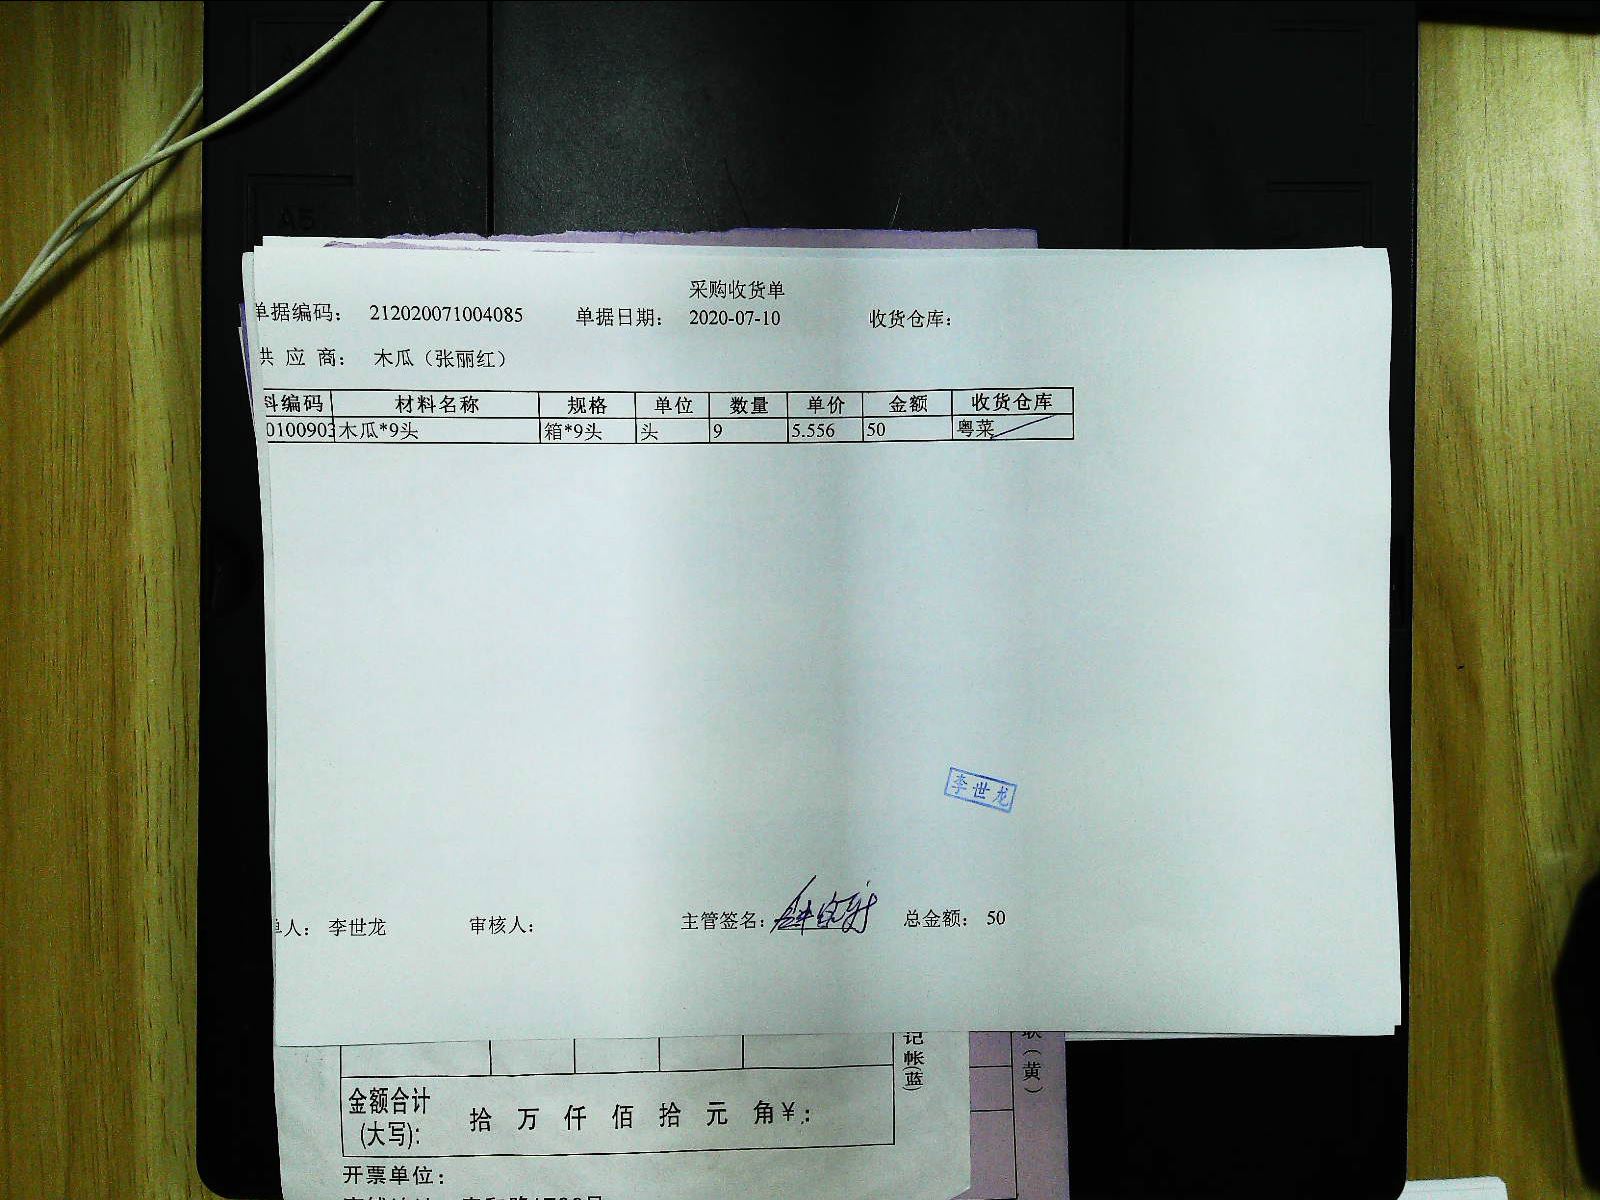 采购收货单
单据编码： 212020071004085 单据日期： 2020-07-10 收货仓库：
供 应 商： 木瓜（张丽红）
料编码 材料名称 规格 单位 数量 单价 金额 收货仓库
0100903 木瓜*9头 箱*9头 头 9 5.556 50 粤菜
李世龙
单人： 李世龙 审核人： 主管签名： 总金额： 50
记帐(蓝)
联(黄)
金额合计
(大写): 拾 万 仟 佰 拾 元 角￥:
开票单位：
A5